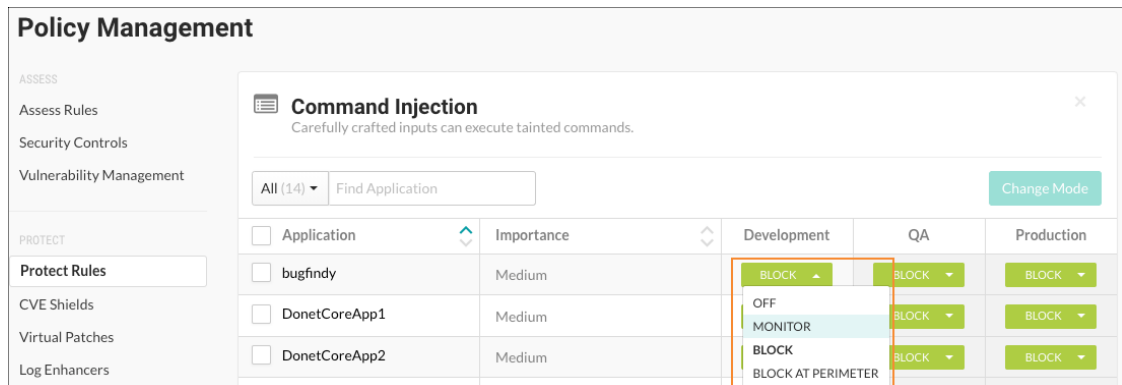 Policy Management
ASSESS
Assess Rules
Security Controls
Vulnerability Management
PROTECT
Protect Rules
CVE Shields
Virtual Patches
Log Enhancers
Command Injection
Carefully crafted inputs can execute tainted commands.
All (14) Find Application Change Mode
Application Importance Development QA Production
bugfindy Medium BLOCK BLOCK BLOCK
DonetCoreApp1 Medium BLOCK BLOCK
DonetCoreApp2 Medium BLOCK BLOCK
OFF
MONITOR
BLOCK
BLOCK AT PERIMETER